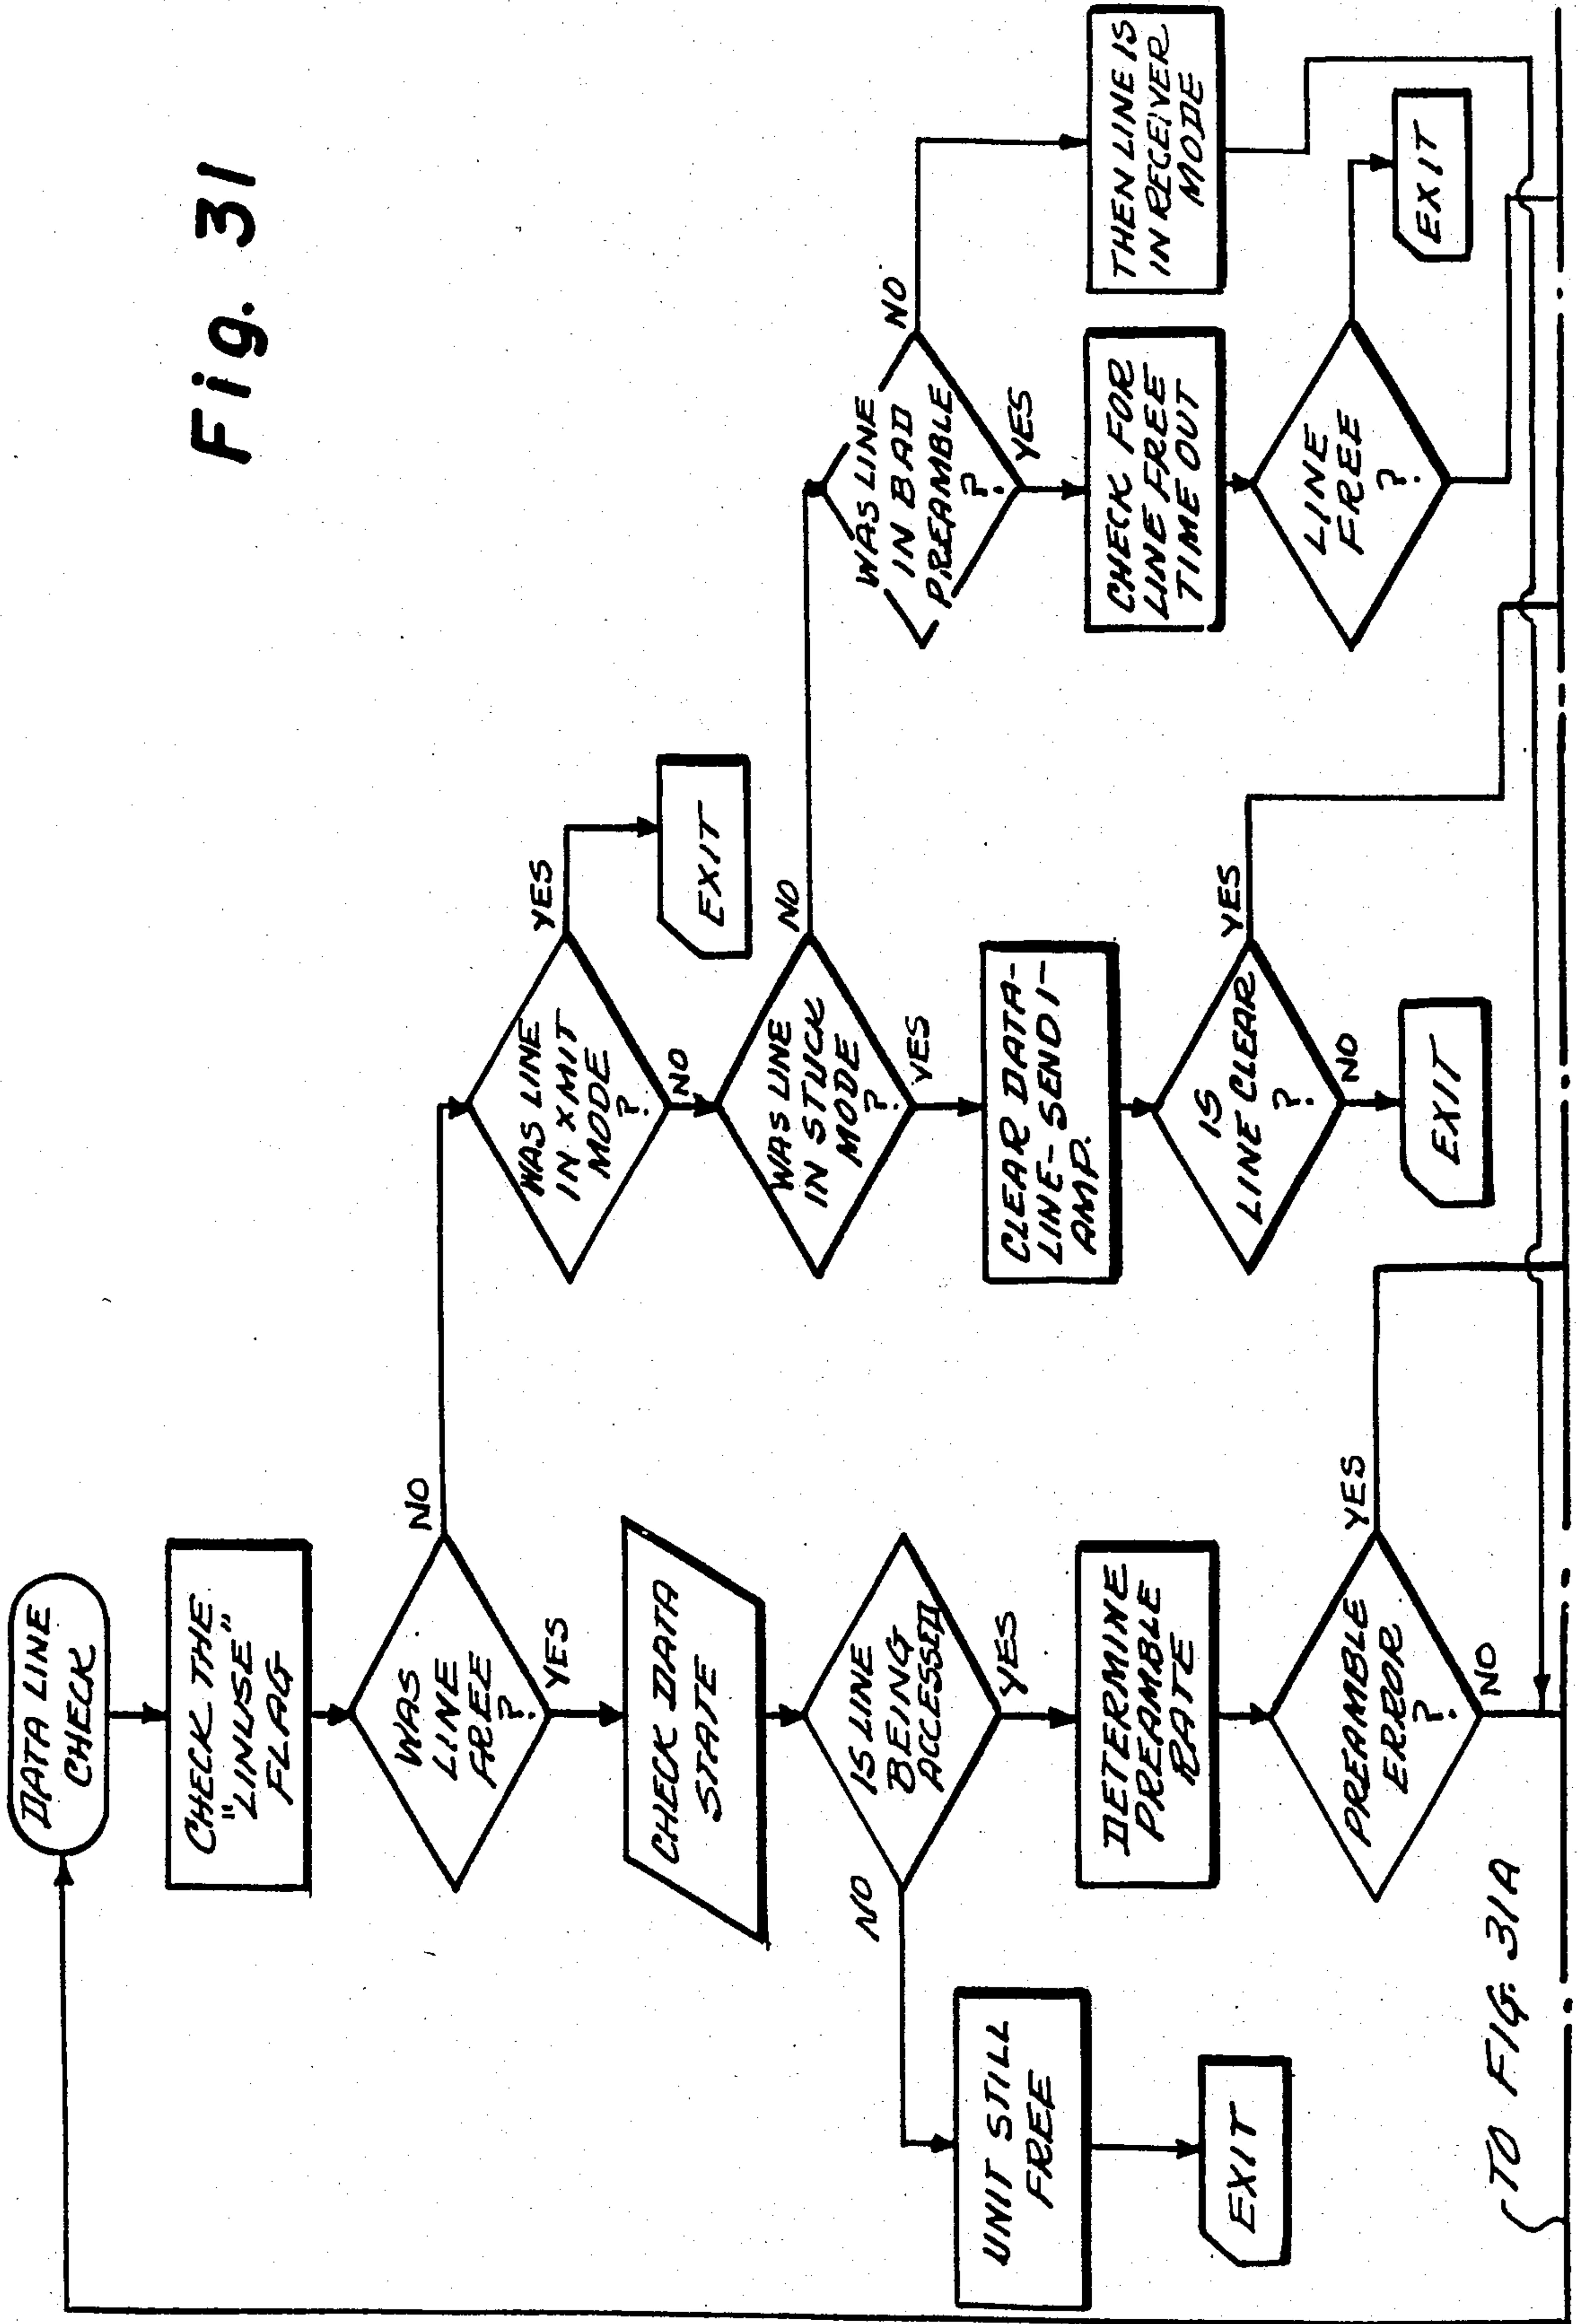 Fig. 31
DATA LINE
CHECK
CHECK THE
"LINUSE"
FLAG
WAS
LINE
FREE
?
NO
YES
CHECK DATA
STATE
IS LINE
BEING
ACCESSED
NO
YES
UNIT STILL
FREE
EXIT
DETERMINE
PREAMBLE
RATE
PREAMBLE
ERROR
?
YES
NO
WAS LINE
IN XMIT
MODE
?
YES
EXIT
NO
WAS LINE
IN STUCK
MODE
?
NO
YES
CLEAR DATA-
LINE-SEND 1-
AMP.
IS
LINE CLEAR
?
YES
NO
EXIT
WAS LINE
IN BAD
PREAMBLE
?
NO
YES
THEN LINE IS
IN RECEIVER
MODE
CHECK FOR
LINE FREE
TIME OUT
LINE
FREE
?
EXIT
TO FIG. 31A